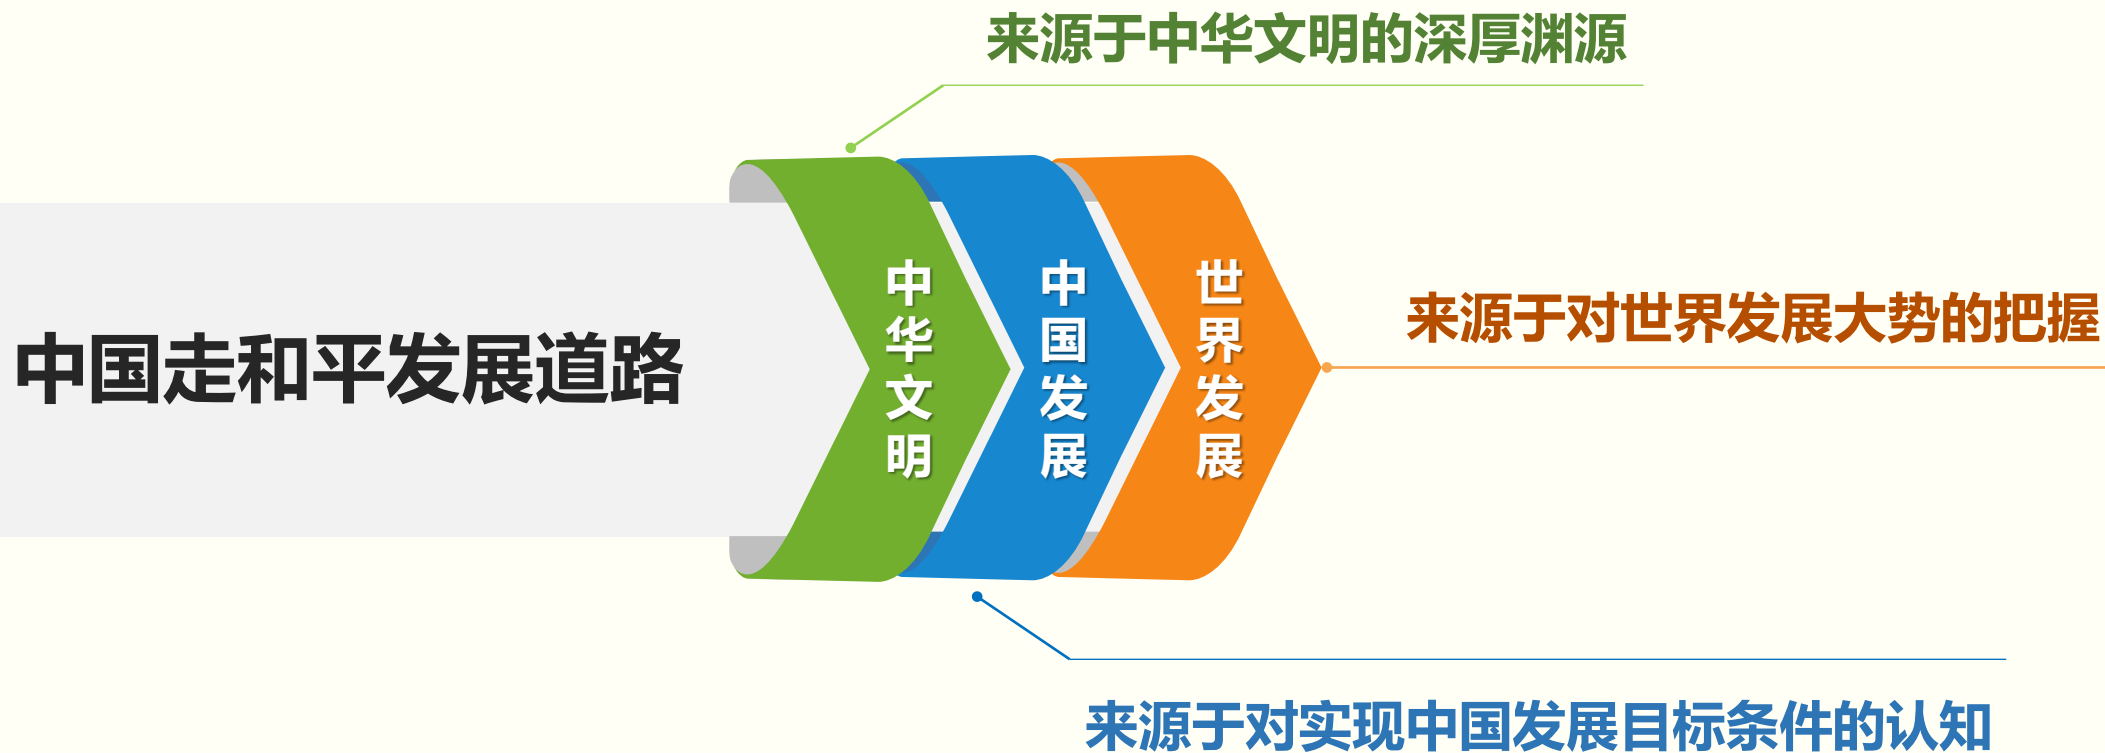 来源于中华文明的深厚渊源
中国走和平发展道路
中华文明
中国发展
世界发展
来源于对世界发展大势的把握
来源于对实现中国发展目标条件的认知